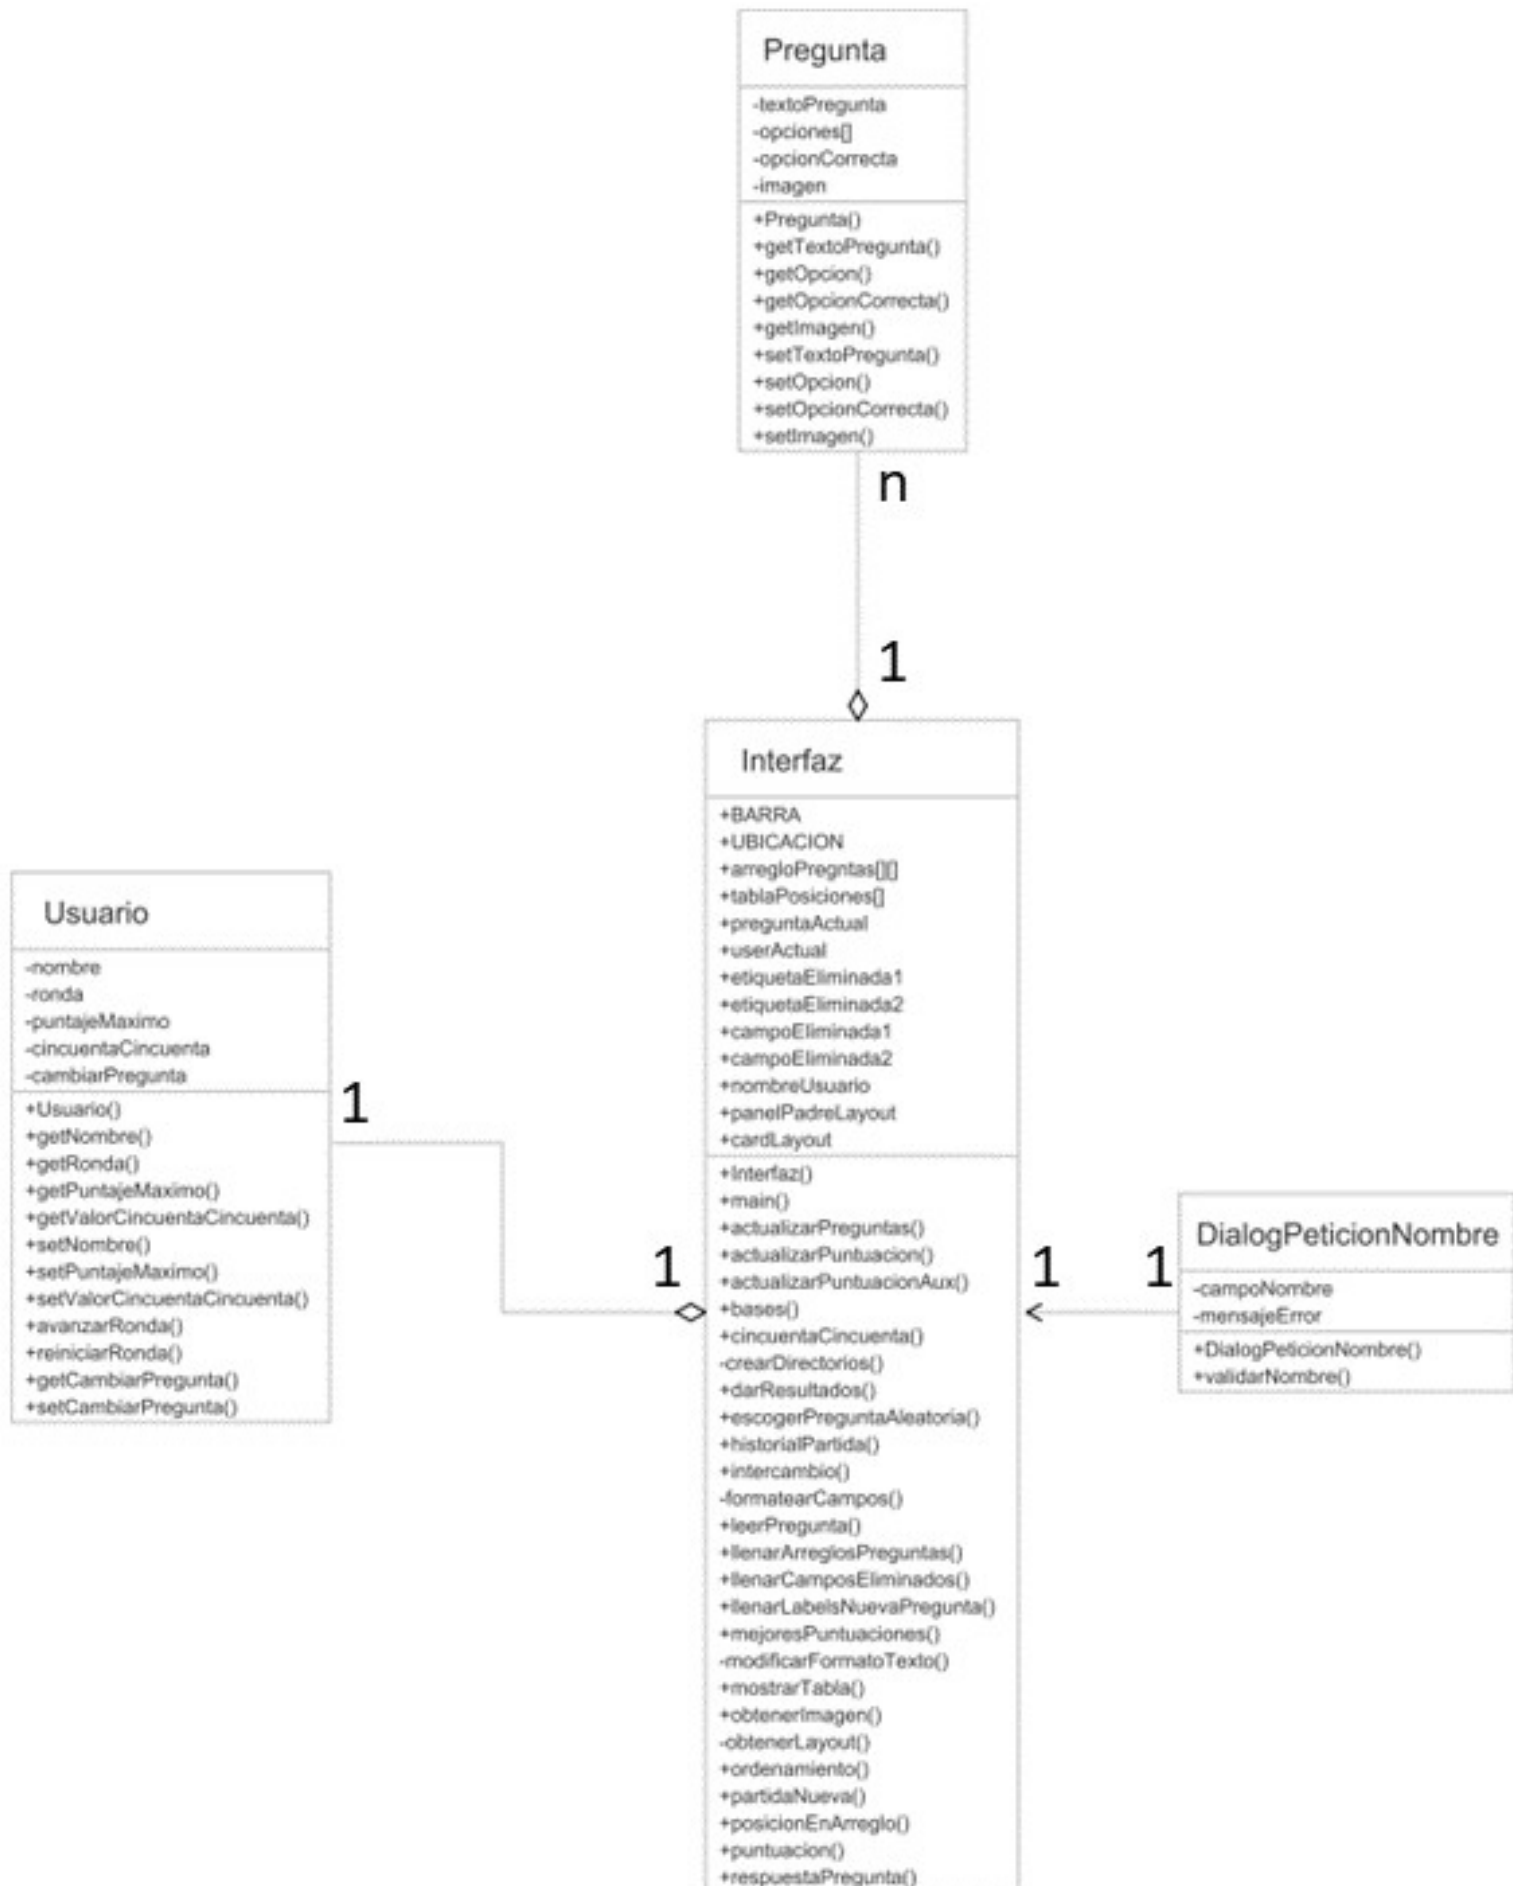 Pregunta
-textoPregunta
-opciones[]
-opcionCorrecta
-imagen
+Pregunta()
+getTextoPregunta()
+getOpcion()
+getOpcionCorrecta()
+getImagen()
+setTextoPregunta()
+setOpcion()
+setOpcionCorrecta()
+setImagen()
n
1
Interfaz
+BARRA
+UBICACION
+arregloPregntas[][]
+tablaPosiciones[]
+preguntaActual
+userActual
+etiquetaEliminada1
+etiquetaEliminada2
+campoEliminada1
+campoEliminada2
+nombreUsuario
+panelPadreLayout
+cardLayout
+Interfaz()
+main()
+actualizarPreguntas()
+actualizarPuntuacion()
+actualizarPuntuacionAux()
+bases()
+cincuentaCincuenta()
-crearDirectorios()
+darResultados()
+escogerPreguntaAleatoria()
+historialPartida()
+intercambio()
-formatearCampos()
+leerPregunta()
+llenarArreglosPreguntas()
+llenarCamposEliminados()
+llenarLabelsNuevaPregunta()
+mejoresPuntuaciones()
-modificarFormatoTexto()
+mostrarTabla()
+obtenerImagen()
-obtenerLayout()
+ordenamiento()
+partidaNueva()
+posicionEnArreglo()
+puntuacion()
+respuestaPregunta()
Usuario
-nombre
-ronda
-puntajeMaximo
-cincuentaCincuenta
-cambiarPregunta
+Usuario()
+getNombre()
+getRonda()
+getPuntajeMaximo()
+getValorCincuentaCincuenta()
+setNombre()
+setPuntajeMaximo()
+setValorCincuentaCincuenta()
+avanzarRonda()
+reiniciarRonda()
+getCambiarPregunta()
+setCambiarPregunta()
1
1
1
1
DialogPeticionNombre
-campoNombre
-mensajeError
+DialogPeticionNombre()
+validarNombre()